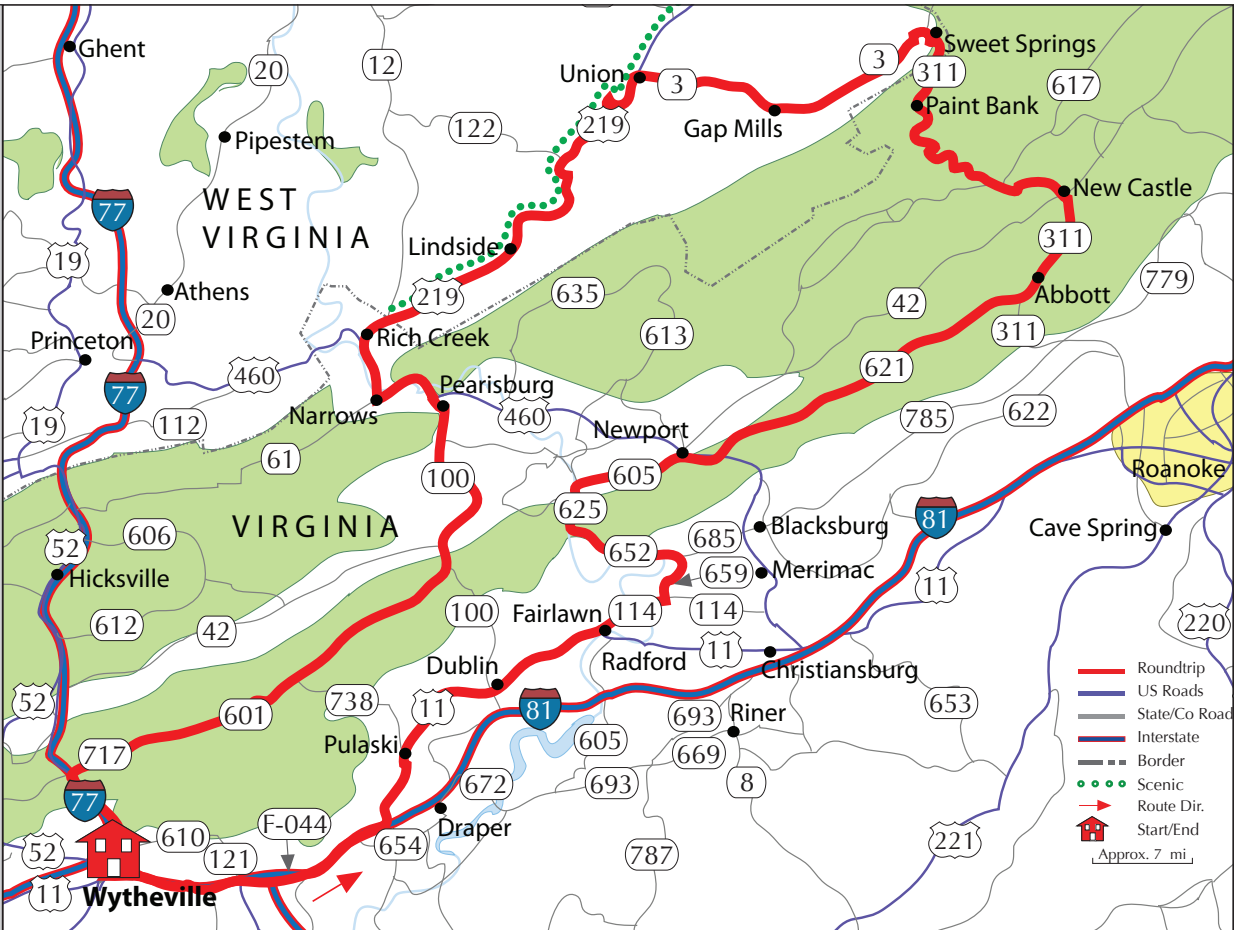 Ghent
20
12
Union
3
3
Sweet Springs
311
617
Paint Bank
Gap Mills
219
122
Pipestem
WEST
VIRGINIA
77
New Castle
311
Lindside
19
Athens
20
219
635
42
Abbott
779
311
613
Rich Creek
Princeton
77
460
621
Pearisburg
460
Narrows
19
112
785
622
Newport
61
605
100
Roanoke
625
VIRGINIA
81
Blacksburg
Cave Spring
606
52
685
652
Hicksville
659
Merrimac
11
100
Fairlawn
114
114
612
42
220
Radford
11
Christiansburg
Dublin
52
738
11
601
81
693
Riner
653
Pulaski
605
669
717
672
693
8
77
Draper
F-044
610
654
52
121
787
221
11
Wytheville
Roundtrip
US Roads
State/Co Road
Interstate
Border
Scenic
Route Dir.
Start/End
Approx. 7 mi